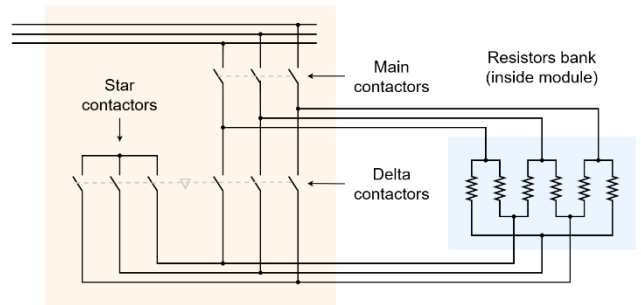 Main
contactors
Resistors bank
(inside module)
Star
contactors
Delta
contactors